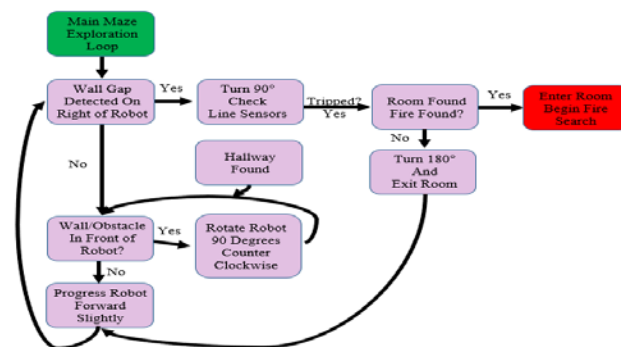 Main Maze
Exploration
Loop
Wall Gap
Detected On
Right of Robot
Yes
Turn 90°
Check
Line Sensors
Tripped?
Yes
Room Found
Fire Found?
Yes
Enter Room
Begin Fire
Search
No
No
Hallway
Found
Turn 180°
And
Exit Room
Wall/Obstacle
In Front of
Robot?
Yes
Rotate Robot
90 Degrees
Counter
Clockwise
No
Progress Robot
Forward
Slightly